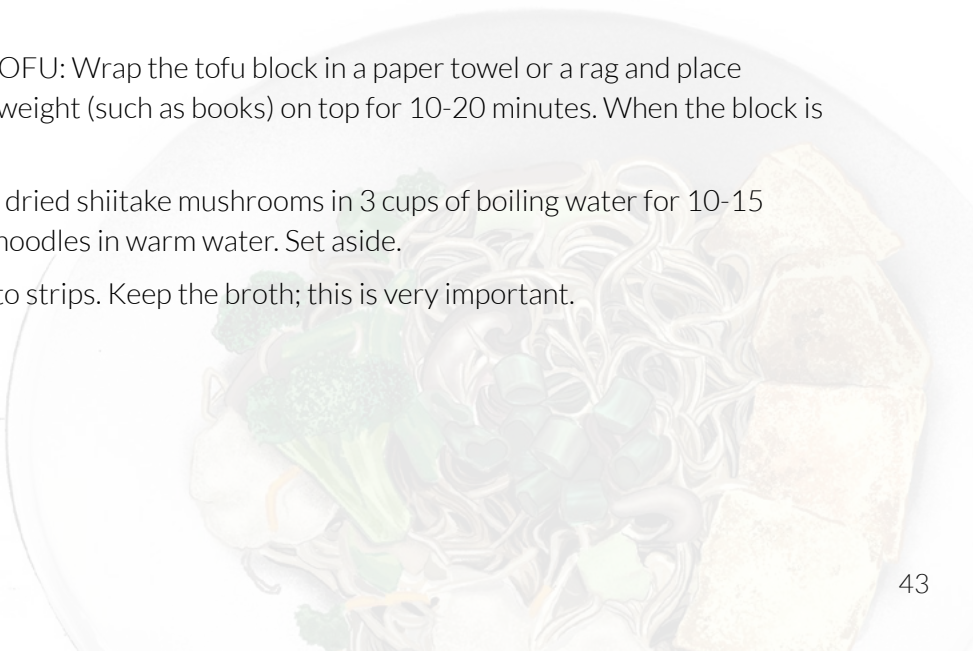 OFU: Wrap the tofu block in a paper towel or a rag and place
weight (such as books) on top for 10-20 minutes. When the block is
dried shiitake mushrooms in 3 cups of boiling water for 10-15
noodles in warm water. Set aside.
to strips. Keep the broth; this is very important.
43